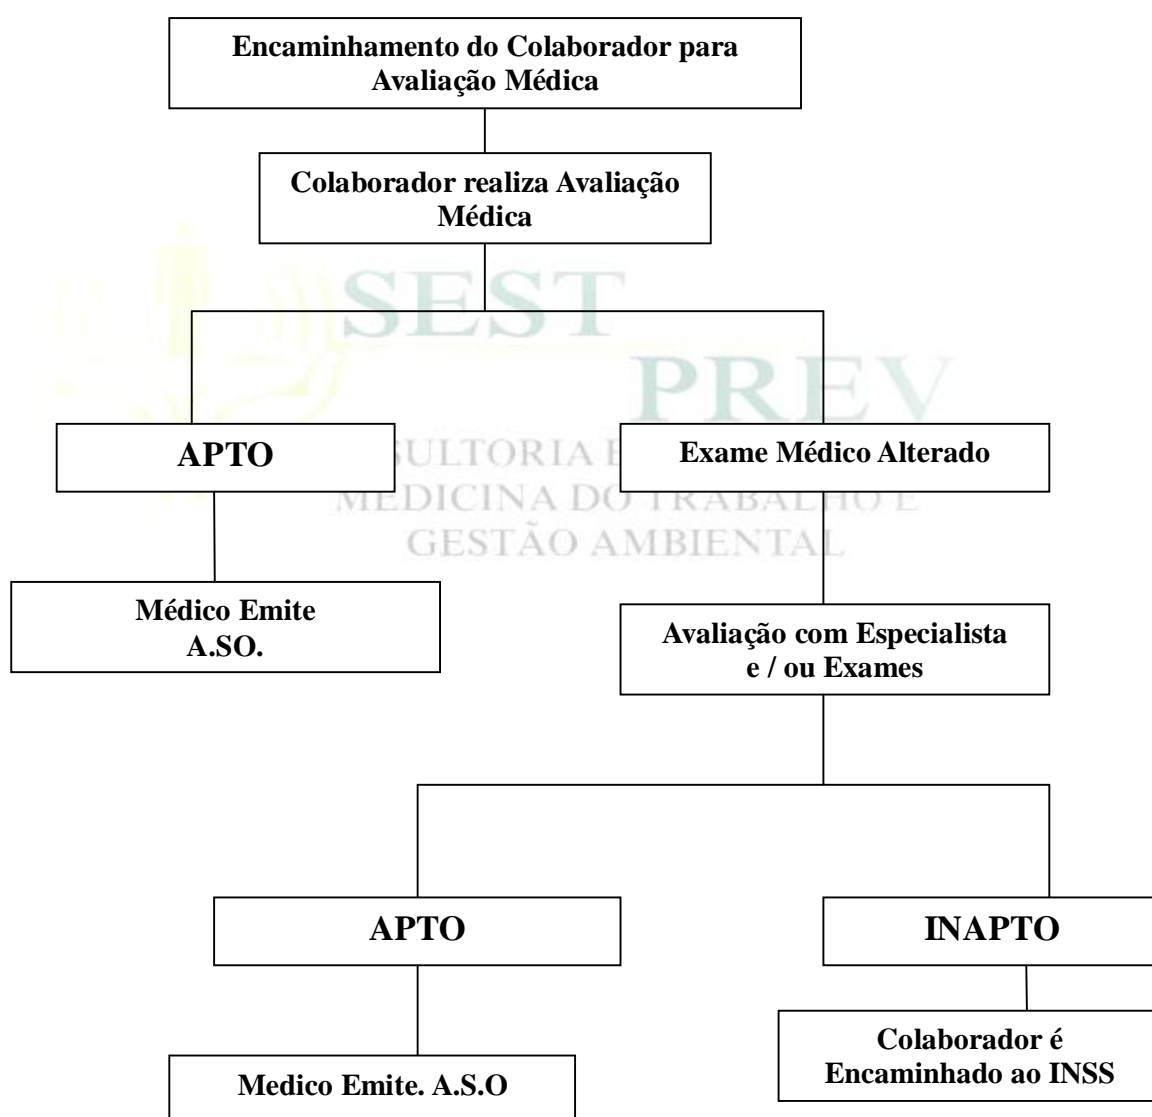 Encaminhamento do Colaborador para
Avaliação Médica
Colaborador realiza Avaliação
Médica
SEST
PREV
APTO
Exame Médico Alterado
SULTORIA E
MEDICINA DO TRABALHO E
GESTÃO AMBIENTAL
Médico Emite
A.SO.
Avaliação com Especialista
e / ou Exames
APTO
INAPTO
Colaborador é
Encaminhado ao INSS
Medico Emite. A.S.O